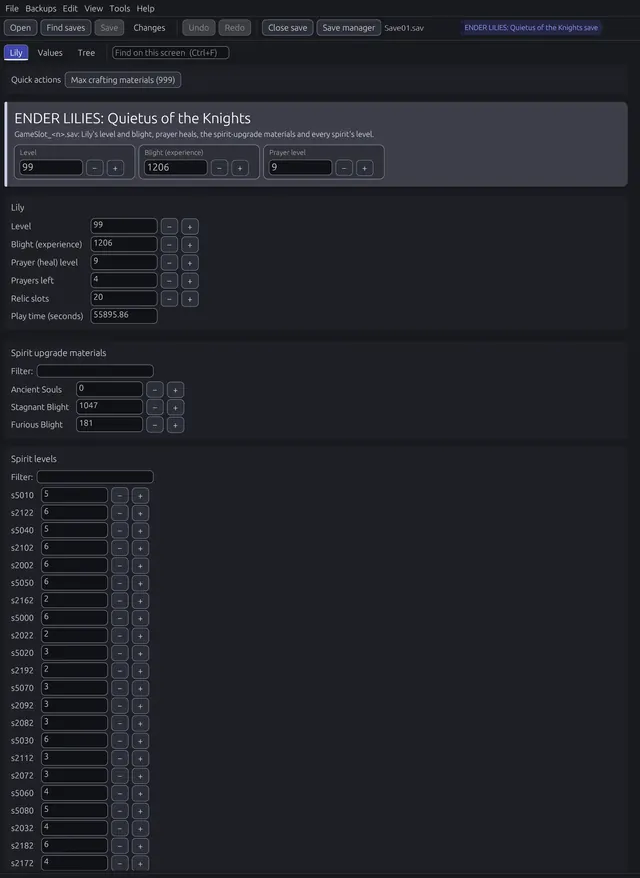 File Backups Edit View Tools Help
Open Find saves Save Changes Undo Redo Close save Save manager Save01.sav ENDER LILIES: Quietus of the Knights save
Lily Values Tree Find on this screen (Ctrl+F)
Quick actions Max crafting materials (999)
ENDER LILIES: Quietus of the Knights
GameSlot_<n>.sav: Lily's level and blight, prayer heals, the spirit-upgrade materials and every spirit's level.
Level Blight (experience) Prayer level
99 − + 1206 − + 9 − +
Lily
Level 99 − +
Blight (experience) 1206 − +
Prayer (heal) level 9 − +
Prayers left 4 − +
Relic slots 20 − +
Play time (seconds) 55895.86
Spirit upgrade materials
Filter:
Ancient Souls 0 − +
Stagnant Blight 1047 − +
Furious Blight 181 − +
Spirit levels
Filter:
s5010 5 − +
s2122 6 − +
s5040 5 − +
s2102 6 − +
s2002 6 − +
s5050 6 − +
s2162 2 − +
s5000 6 − +
s2022 2 − +
s5020 3 − +
s2192 2 − +
s5070 3 − +
s2092 3 − +
s2082 3 − +
s5030 6 − +
s2112 3 − +
s2072 3 − +
s5060 4 − +
s5080 5 − +
s2032 4 − +
s2182 6 − +
s2172 4 − +